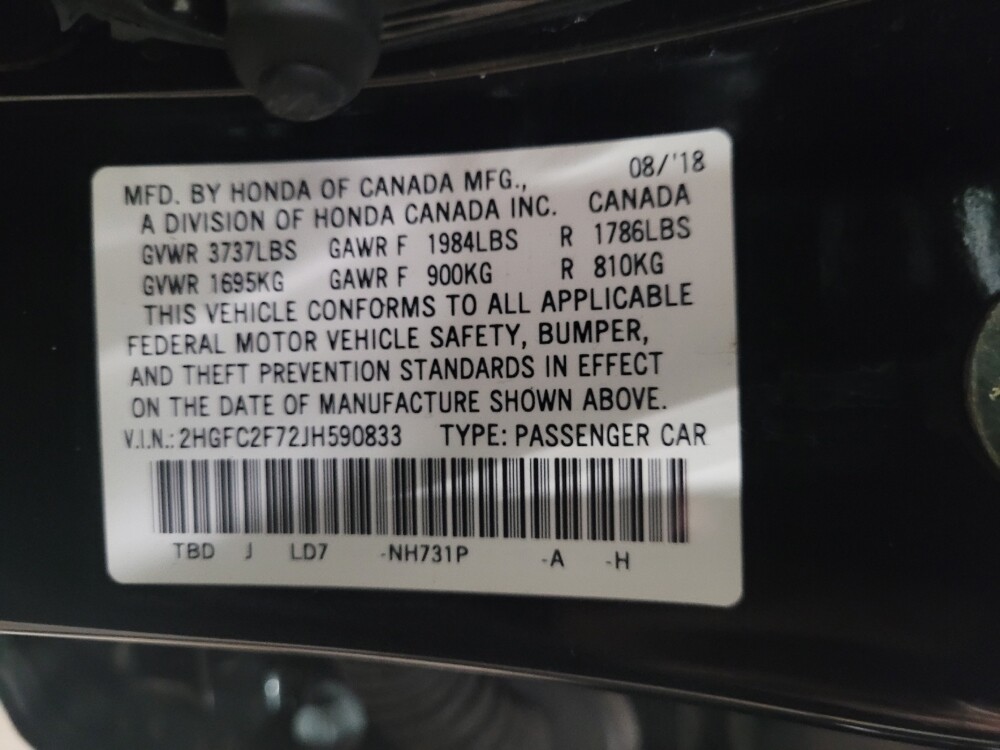 08/'18
MFD. BY HONDA OF CANADA MFG.,
A DIVISION OF HONDA CANADA INC. CANADA
GVWR 3737LBS GAWR F 1984LBS R 1786LBS
GVWR 1695KG GAWR F 900KG R 810KG
THIS VEHICLE CONFORMS TO ALL APPLICABLE
FEDERAL MOTOR VEHICLE SAFETY, BUMPER,
AND THEFT PREVENTION STANDARDS IN EFFECT
ON THE DATE OF MANUFACTURE SHOWN ABOVE.
V.I.N.: 2HGFC2F72JH590833 TYPE: PASSENGER CAR
TBD J LD7 -NH731P -A -H